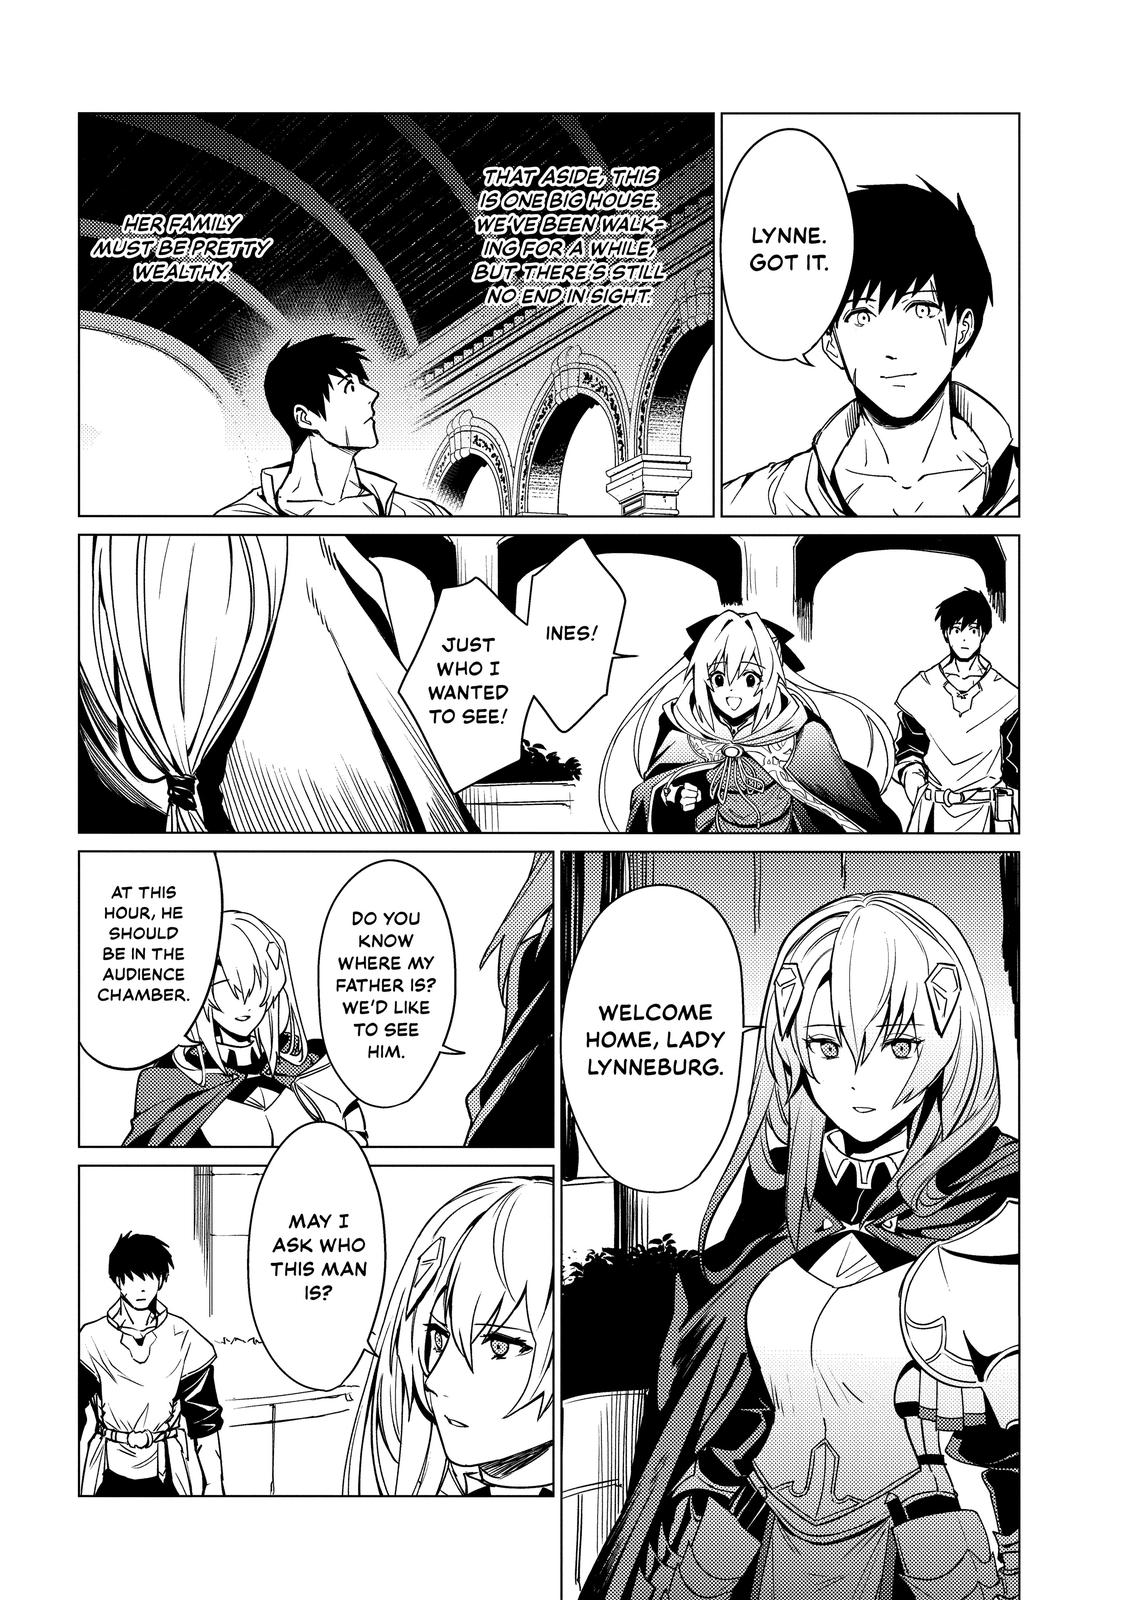 LYNNE.
GOT IT.
THAT ASIDE, THIS
IS ONE BIG HOUSE.
WE'VE BEEN WALK-
ING FOR A WHILE,
BUT THERE'S STILL
NO END IN SIGHT.
HER FAMILY
MUST BE PRETTY
WEALTHY.
INES!
JUST
WHO I
WANTED
TO SEE!
WELCOME
HOME, LADY
LYNNEBURG.
DO YOU
KNOW
WHERE MY
FATHER IS?
WE'D LIKE
TO SEE
HIM.
AT THIS
HOUR, HE
SHOULD
BE IN THE
AUDIENCE
CHAMBER.
MAY I
ASK WHO
THIS MAN
IS?